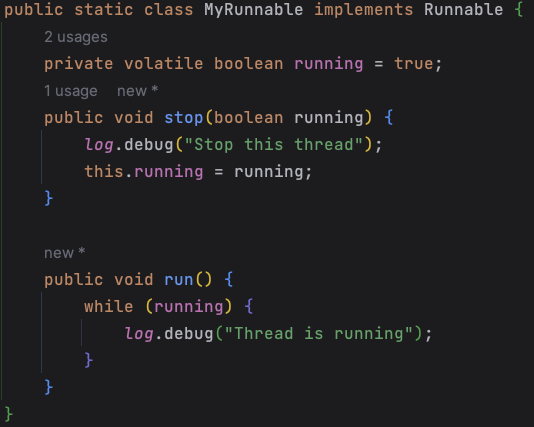 public static class MyRunnable implements Runnable {
2 usages
private volatile boolean running = true;
1 usage new *
public void stop(boolean running) {
log.debug("Stop this thread");
this.running = running;
}
new *
public void run() {
while (running) {
log.debug("Thread is running");
}
}
}